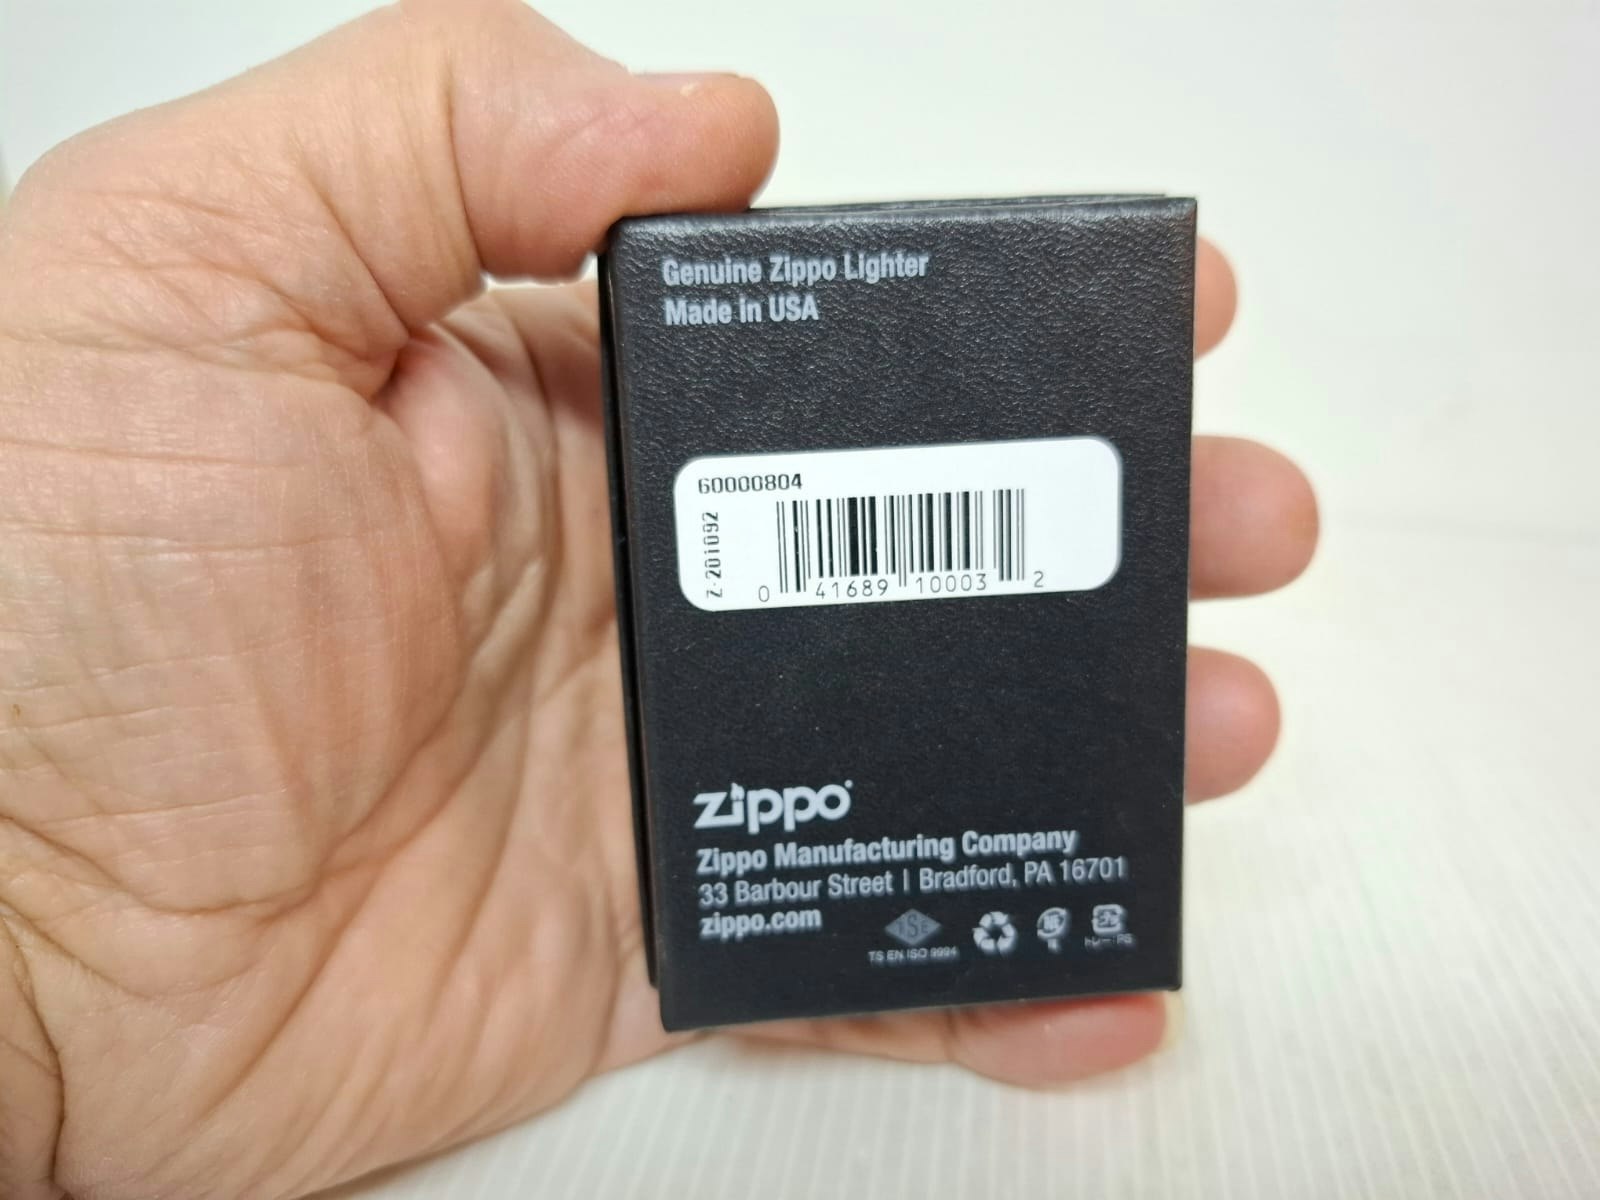 Genuine Zippo Lighter
Made in USA
60000804
Z-201092
0 41689 10003 2
zippo
Zippo Manufacturing Company
33 Barbour Street | Bradford, PA 16701
zippo.com
TSE
TS EN ISO 9994